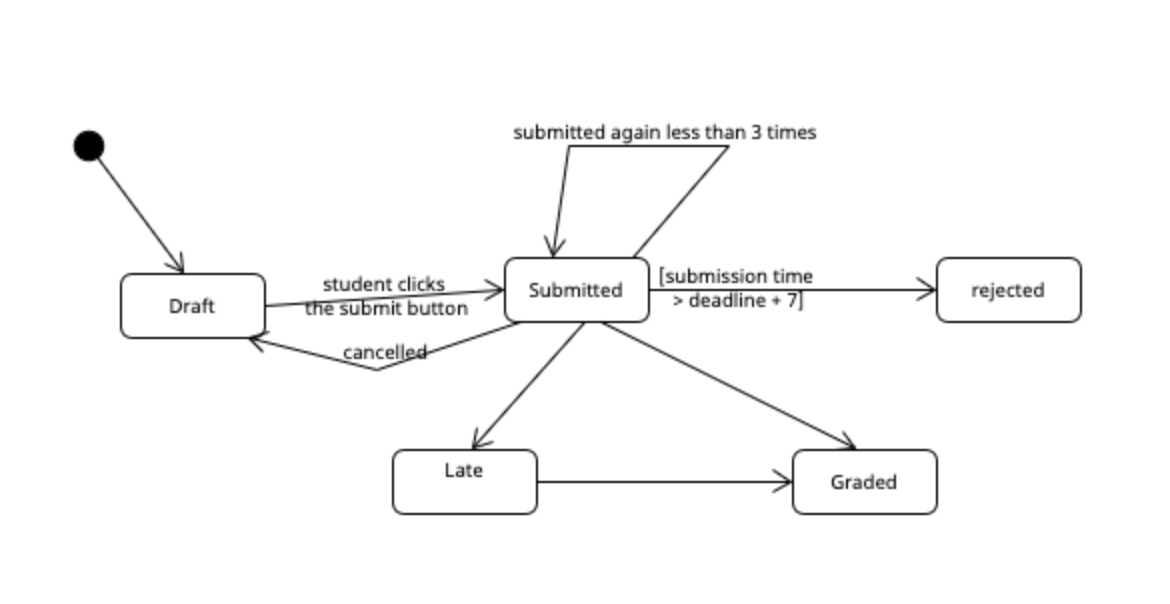 submitted again less than 3 times
student clicks
the submit button
[submission time
> deadline + 7]
Draft
Submitted
rejected
cancelled
Late
Graded